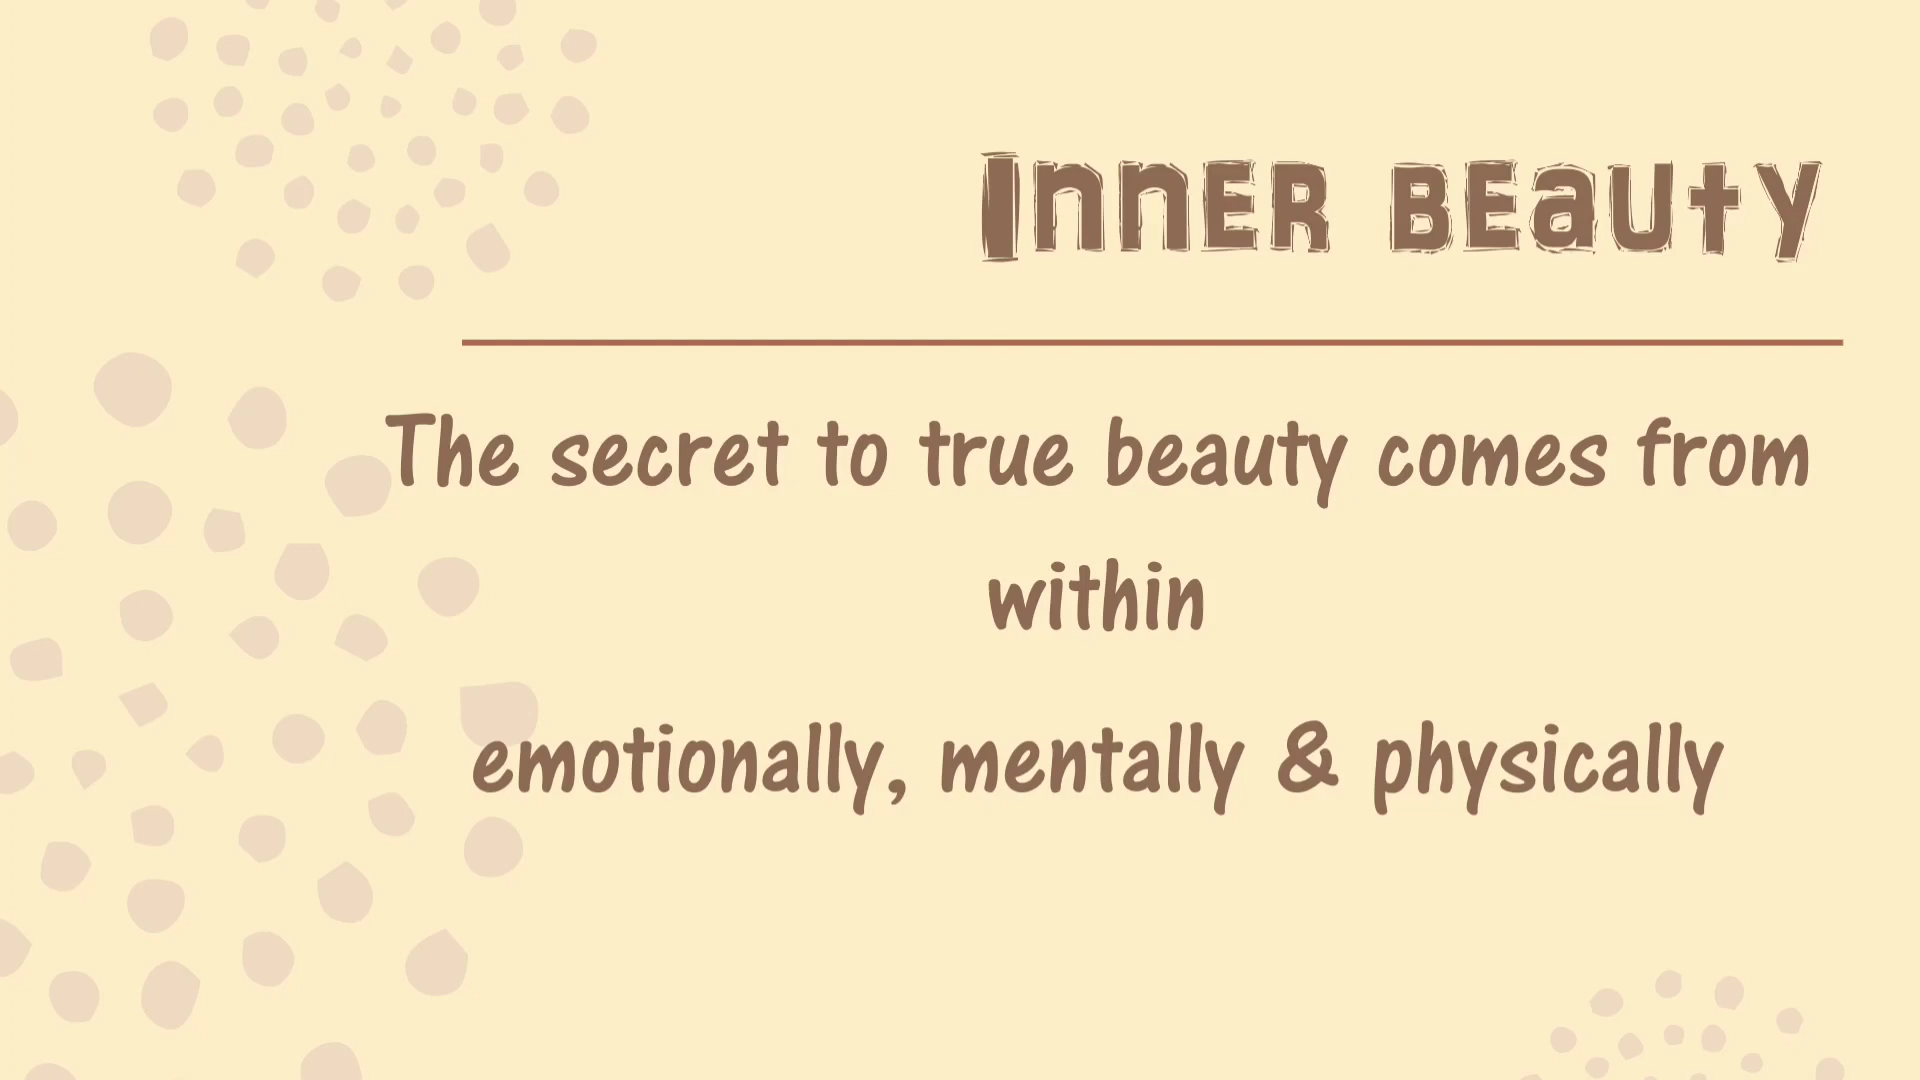 Inner Beauty
The secret to true beauty comes from
within
emotionally, mentally & physically